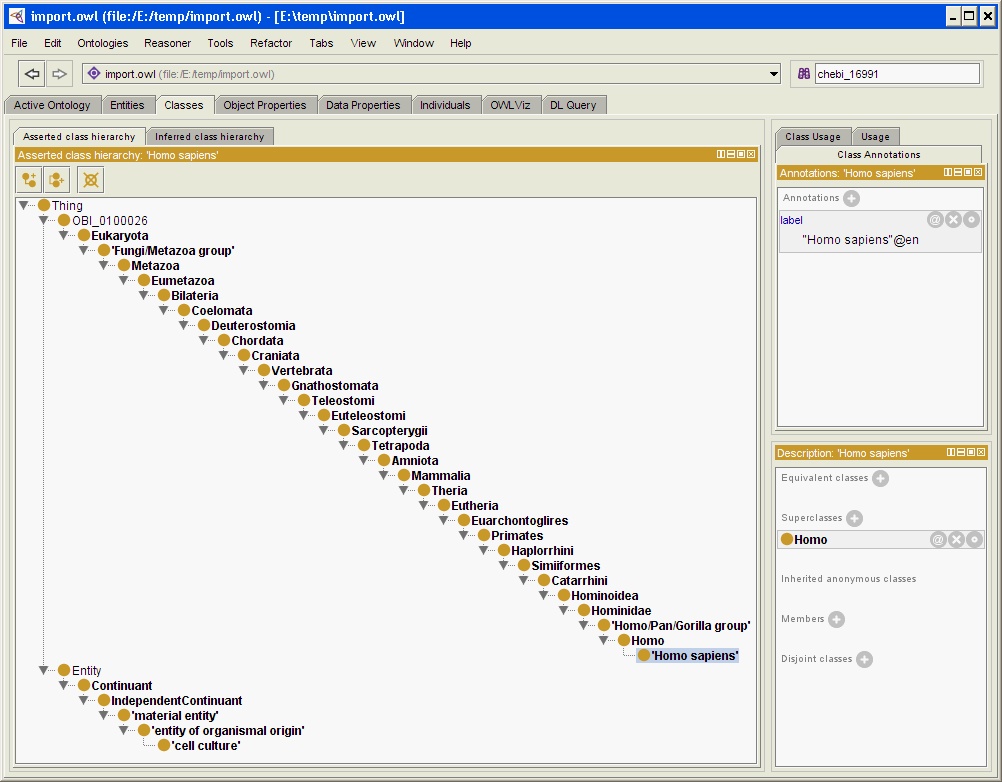 import.owl (file:/E:/temp/import.owl) - [E:\temp\import.owl]
File Edit Ontologies Reasoner Tools Refactor Tabs View Window Help
import.owl (file:/E:/temp/import.owl)
chebi_16991
Active Ontology Entities Classes Object Properties Data Properties Individuals OWLViz DL Query
Asserted class hierarchy Inferred class hierarchy
Asserted class hierarchy: 'Homo sapiens'
Thing
OBI_0100026
Eukaryota
'Fungi/Metazoa group'
Metazoa
Eumetazoa
Bilateria
Coelomata
Deuterostomia
Chordata
Craniata
Vertebrata
Gnathostomata
Teleostomi
Euteleostomi
Sarcopterygii
Tetrapoda
Amniota
Mammalia
Theria
Eutheria
Euarchontoglires
Primates
Haplorrhini
Simiiformes
Catarrhini
Hominoidea
Hominidae
'Homo/Pan/Gorilla group'
Homo
'Homo sapiens'
Entity
Continuant
IndependentContinuant
'material entity'
'entity of organismal origin'
'cell culture'
Class Usage Usage
Class Annotations
Annotations: 'Homo sapiens'
Annotations
label
"Homo sapiens"@en
Description: 'Homo sapiens'
Equivalent classes
Superclasses
Homo
Inherited anonymous classes
Members
Disjoint classes